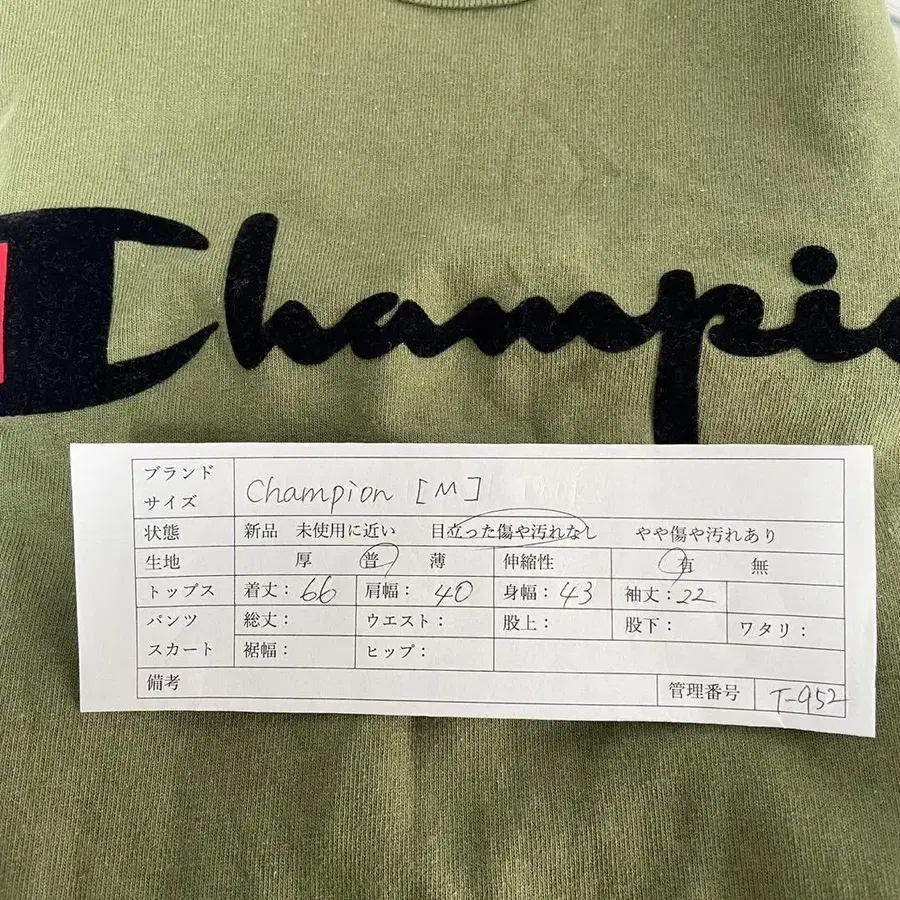 Champio
ブランド
サイズ
Champion [M]
状態 新品 未使用に近い 目立った傷や汚れなし やや傷や汚れあり
生地 厚 普 薄 伸縮性 有 無
トップス 着丈：66 肩幅： 40 身幅：43 袖丈：22
パンツ 総丈： ウエスト： 股上： 股下： ワタリ：
スカート 裾幅： ヒップ：
備考 管理番号 T-952